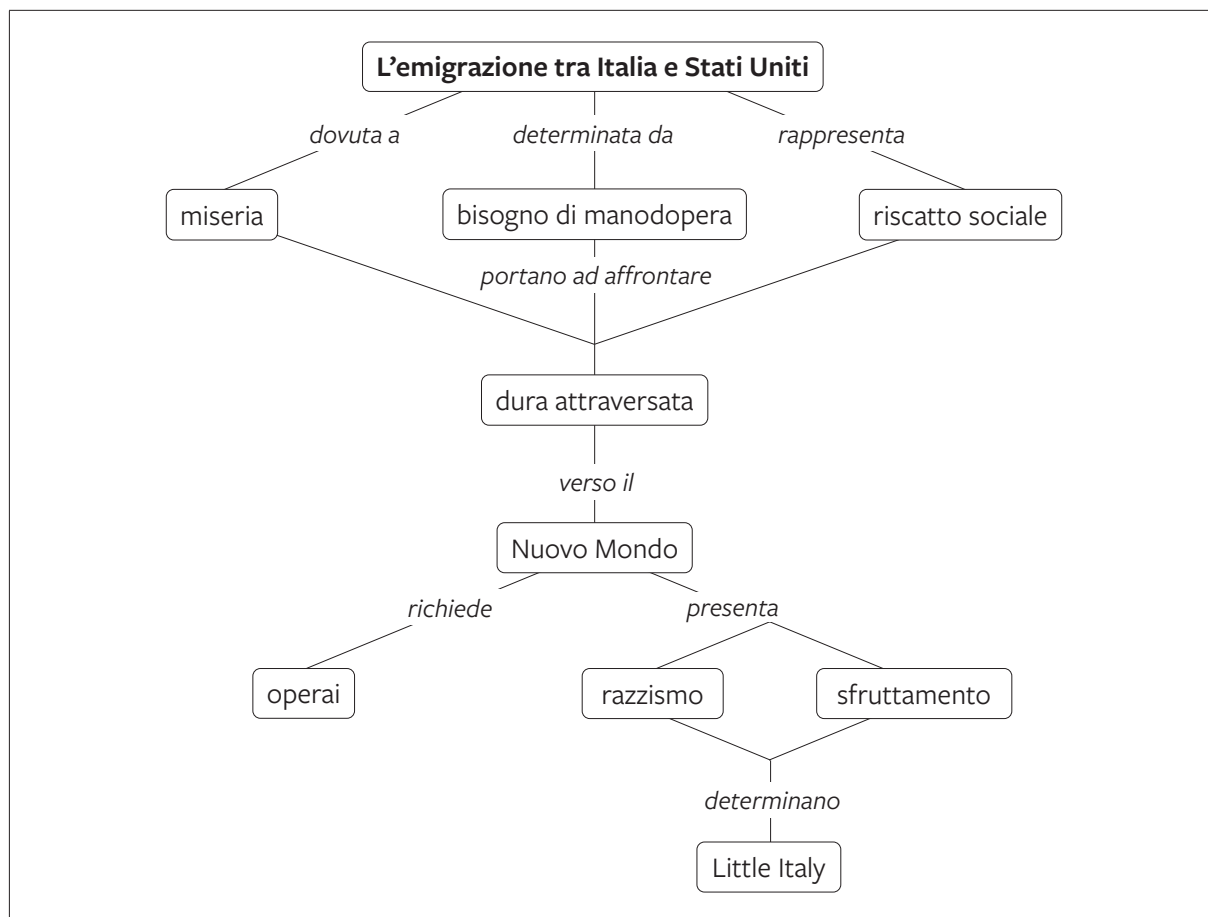 L’emigrazione tra Italia e Stati Uniti
dovuta a
determinata da
rappresenta
miseria
bisogno di manodopera
riscatto sociale
portano ad affrontare
dura attraversata
verso il
Nuovo Mondo
richiede
presenta
operai
razzismo
sfruttamento
determinano
Little Italy